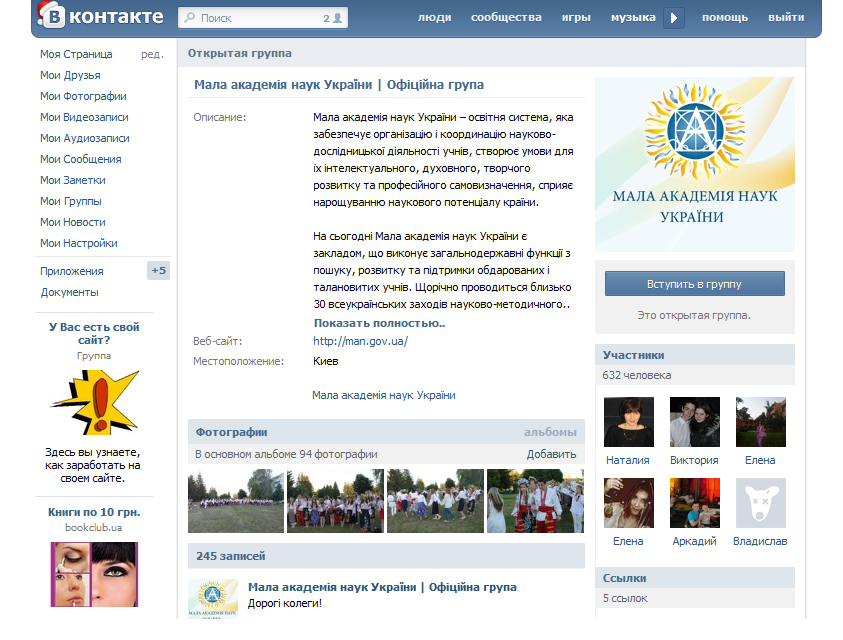 В контакте
Поиск
2
люди сообщества игры музыка помощь выйти
Моя Страница ред.
Мои Друзья
Мои Фотографии
Мои Видеозаписи
Мои Аудиозаписи
Мои Сообщения
Мои Заметки
Мои Группы
Мои Новости
Мои Настройки
Приложения +5
Документы
У Вас есть свой
сайт?
Группа
Здесь вы узнаете,
как заработать на
своем сайте.
Книги по 10 грн.
bookclub.ua
Открытая группа
Мала академія наук України | Офіційна група
Описание:
Мала академія наук України – освітня система, яка
забезпечує організацію і координацію науково-
дослідницької діяльності учнів, створює умови для
їх інтелектуального, духовного, творчого
розвитку та професійного самовизначення, сприяє
нарощуванню наукового потенціалу країни.
На сьогодні Мала академія наук України є
закладом, що виконує загальнодержавні функції з
пошуку, розвитку та підтримки обдарованих і
талановитих учнів. Щорічно проводиться близько
30 всеукраїнських заходів науково-методичного..
Показать полностью..
Веб-сайт: http://man.gov.ua/
Местоположение: Киев
Мала академія наук України
Фотографии альбомы
В основном альбоме 94 фотографии Добавить
245 записей
МАЛА АКАДЕМІЯ НАУК
УКРАЇНИ
Мала академія наук України | Офіційна група
Дорогі колеги!
МАЛА АКАДЕМІЯ НАУК
УКРАЇНИ
Вступить в группу
Это открытая группа.
Участники
632 человека
Наталия Виктория Елена
Елена Аркадий Владислав
Ссылки
5 ссылок